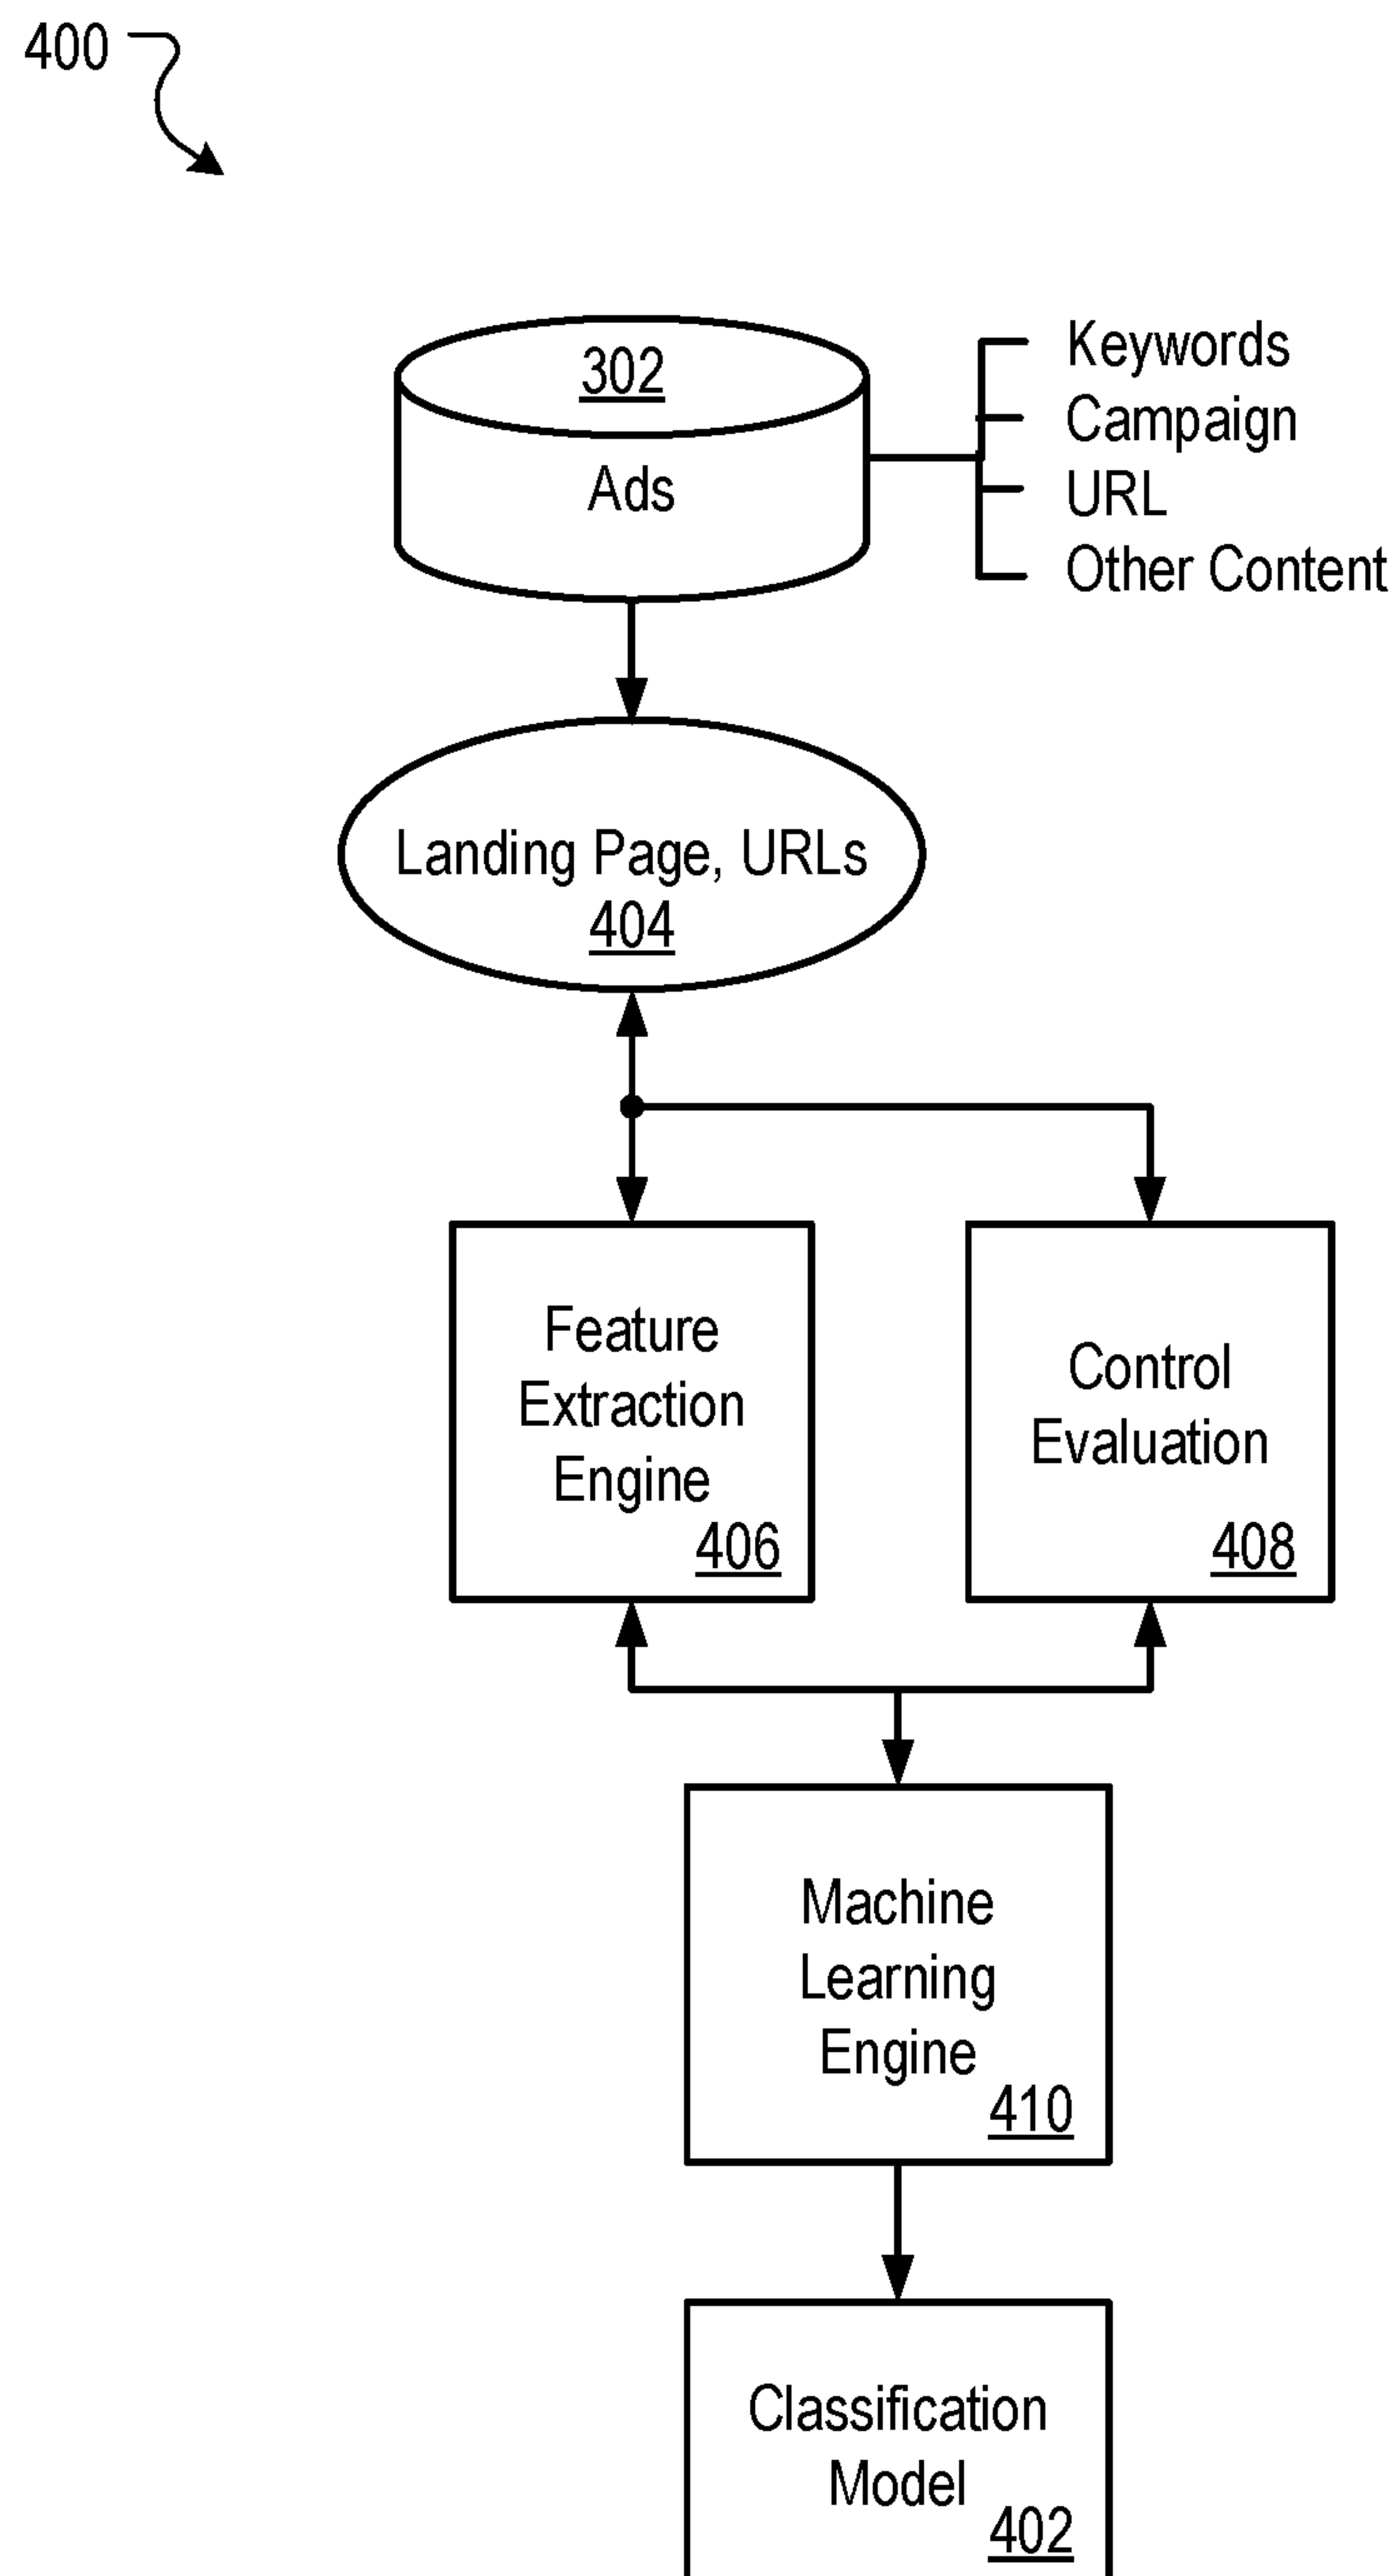 400
302
Ads
Keywords
Campaign
URL
Other Content
Landing Page, URLs
404
Feature
Extraction
Engine
406
Control
Evaluation
408
Machine
Learning
Engine
410
Classification
Model
402